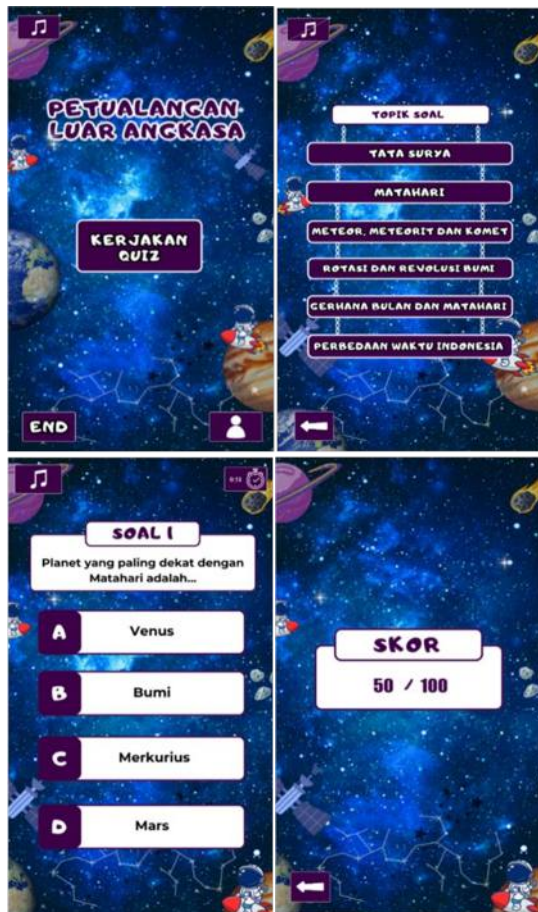 PETUALANGAN
LUAR ANGKASA
KERJAKAN
QUIZ
END
TOPIK SOAL
TATA SURYA
MATAHARI
METEOR, METEORIT DAN KOMET
ROTASI DAN REVOLUSI BUMI
GERHANA BULAN DAN MATAHARI
PERBEDAAN WAKTU INDONESIA
SOAL 1
Planet yang paling dekat dengan
Matahari adalah...
A Venus
B Bumi
C Merkurius
D Mars
SKOR
50 / 100